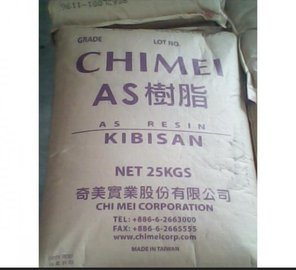 GRADE LOT NO.
CHIMEI
AS樹脂
AS RESIN
KIBISAN
NET 25KGS
奇美實業股份有限公司
CHI MEI CORPORATION
TEL: +886-6-2663000
FAX: +886-6-2665555
www.chimeicorp.com
MADE IN TAIWAN